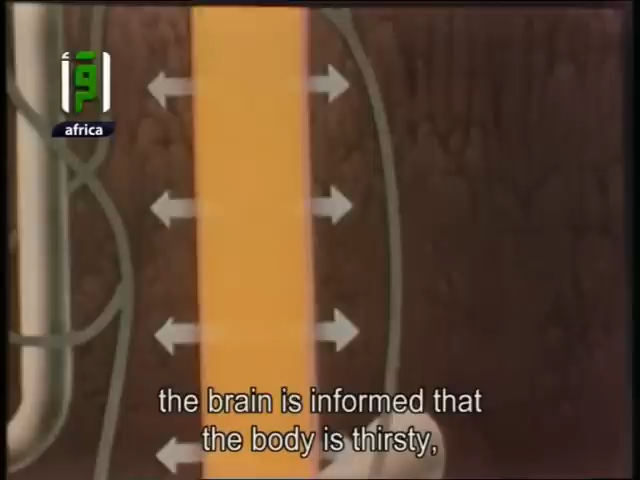 اقرأ
africa
the brain is informed that
the body is thirsty,